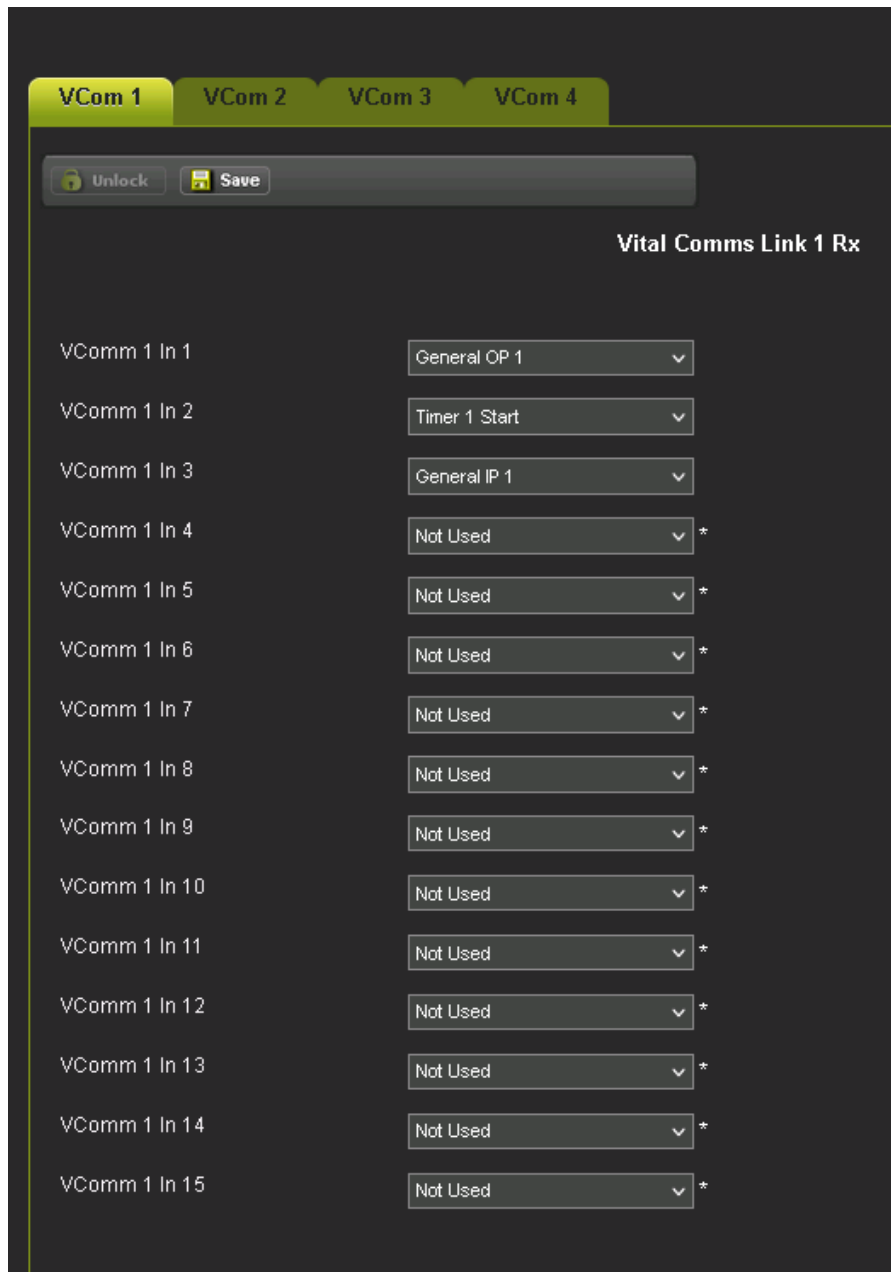 VCom 1 VCom 2 VCom 3 VCom 4
Unlock Save
Vital Comms Link 1 Rx
VComm 1 In 1 General OP 1
VComm 1 In 2 Timer 1 Start
VComm 1 In 3 General IP 1
VComm 1 In 4 Not Used *
VComm 1 In 5 Not Used *
VComm 1 In 6 Not Used *
VComm 1 In 7 Not Used *
VComm 1 In 8 Not Used *
VComm 1 In 9 Not Used *
VComm 1 In 10 Not Used *
VComm 1 In 11 Not Used *
VComm 1 In 12 Not Used *
VComm 1 In 13 Not Used *
VComm 1 In 14 Not Used *
VComm 1 In 15 Not Used *